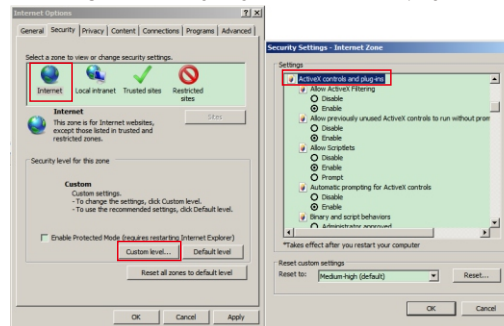 Internet Options
? X
General Security Privacy Content Connections Programs Advanced
Select a zone to view or change security settings.
Internet Local intranet Trusted sites Restricted sites
Internet
This zone is for Internet websites, except those listed in trusted and restricted zones.
Sites
Security level for this zone
Custom
Custom settings.
- To change the settings, click Custom level.
- To use the recommended settings, click Default level.
Enable Protected Mode (requires restarting Internet Explorer)
Custom level... Default level
Reset all zones to default level
OK Cancel Apply
Security Settings - Internet Zone
Settings
ActiveX controls and plug-ins
Allow ActiveX Filtering
Disable
Enable
Allow previously unused ActiveX controls to run without prom
Disable
Enable
Allow Scriptlets
Disable
Enable
Prompt
Automatic prompting for ActiveX controls
Disable
Enable
Binary and script behaviors
Administrator approved
*Takes effect after you restart your computer
Reset custom settings
Reset to: Medium-high (default) Reset...
OK Cancel